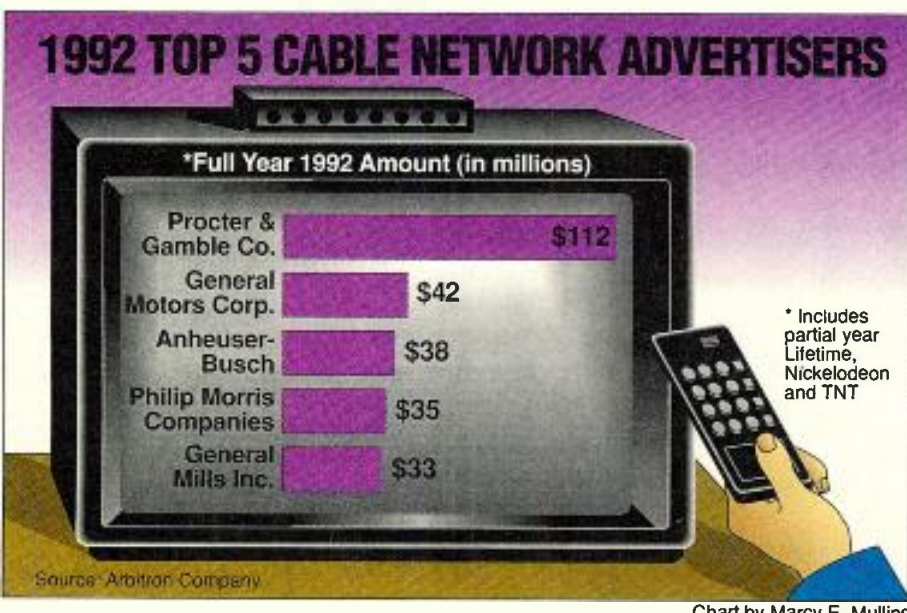 1992 TOP 5 CABLE NETWORK ADVERTISERS
*Full Year 1992 Amount (in millions)
Procter &
Gamble Co.
$112
General
Motors Corp.
$42
Anheuser-
Busch
$38
Philip Morris
Companies
$35
General
Mills Inc.
$33
* Includes
partial year
Lifetime,
Nickelodeon
and TNT
Source: Arbitron Company
Chart by Marcy E. Mullins